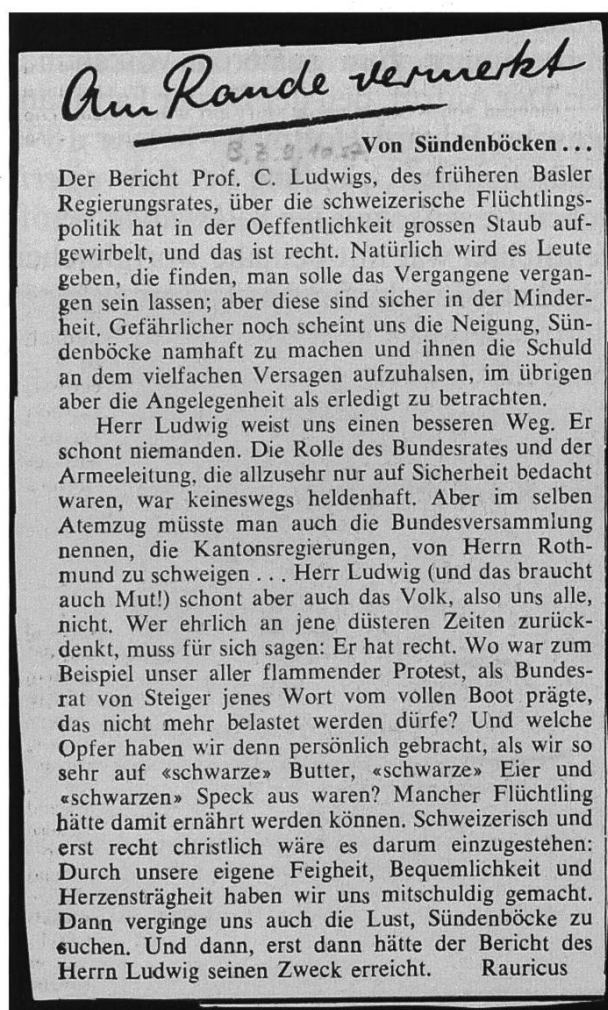 Am Rande vermerkt
B.Z. 9.10.57
Von Sündenböcken...
Der Bericht Prof. C. Ludwigs, des früheren Basler
Regierungsrates, über die schweizerische Flüchtlings-
politik hat in der Oeffentlichkeit grossen Staub auf-
gewirbelt, und das ist recht. Natürlich wird es Leute
geben, die finden, man solle das Vergangene vergan-
gen sein lassen; aber diese sind sicher in der Minder-
heit. Gefährlicher noch scheint uns die Neigung, Sün-
denböcke namhaft zu machen und ihnen die Schuld
an dem vielfachen Versagen aufzuhalsen, im übrigen
aber die Angelegenheit als erledigt zu betrachten.
Herr Ludwig weist uns einen besseren Weg. Er
schont niemanden. Die Rolle des Bundesrates und der
Armeeleitung, die allzusehr nur auf Sicherheit bedacht
waren, war keineswegs heldenhaft. Aber im selben
Atemzug müsste man auch die Bundesversammlung
nennen, die Kantonsregierungen, von Herrn Roth-
mund zu schweigen ... Herr Ludwig (und das braucht
auch Mut!) schont aber auch das Volk, also uns alle,
nicht. Wer ehrlich an jene düsteren Zeiten zurück-
denkt, muss für sich sagen: Er hat recht. Wo war zum
Beispiel unser aller flammender Protest, als Bundes-
rat von Steiger jenes Wort vom vollen Boot prägte,
das nicht mehr belastet werden dürfe? Und welche
Opfer haben wir denn persönlich gebracht, als wir so
sehr auf «schwarze» Butter, «schwarze» Eier und
«schwarzen» Speck aus waren? Mancher Flüchtling
hätte damit ernährt werden können. Schweizerisch und
erst recht christlich wäre es darum einzugestehen:
Durch unsere eigene Feigheit, Bequemlichkeit und
Herzensträgheit haben wir uns mitschuldig gemacht.
Dann verginge uns auch die Lust, Sündenböcke zu
suchen. Und dann, erst dann hätte der Bericht des
Herrn Ludwig seinen Zweck erreicht. Rauricus